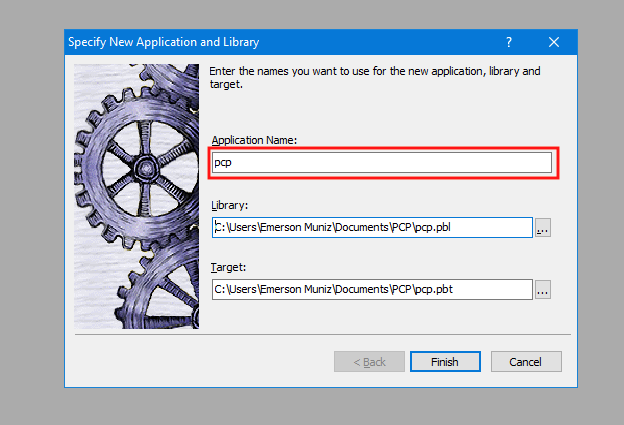 Specify New Application and Library
?
Enter the names you want to use for the new application, library and
target.
Application Name:
pcp
Library:
C:\Users\Emerson Muniz\Documents\PCP\pcp.pbl
...
Target:
C:\Users\Emerson Muniz\Documents\PCP\pcp.pbt
...
< Back
Finish
Cancel